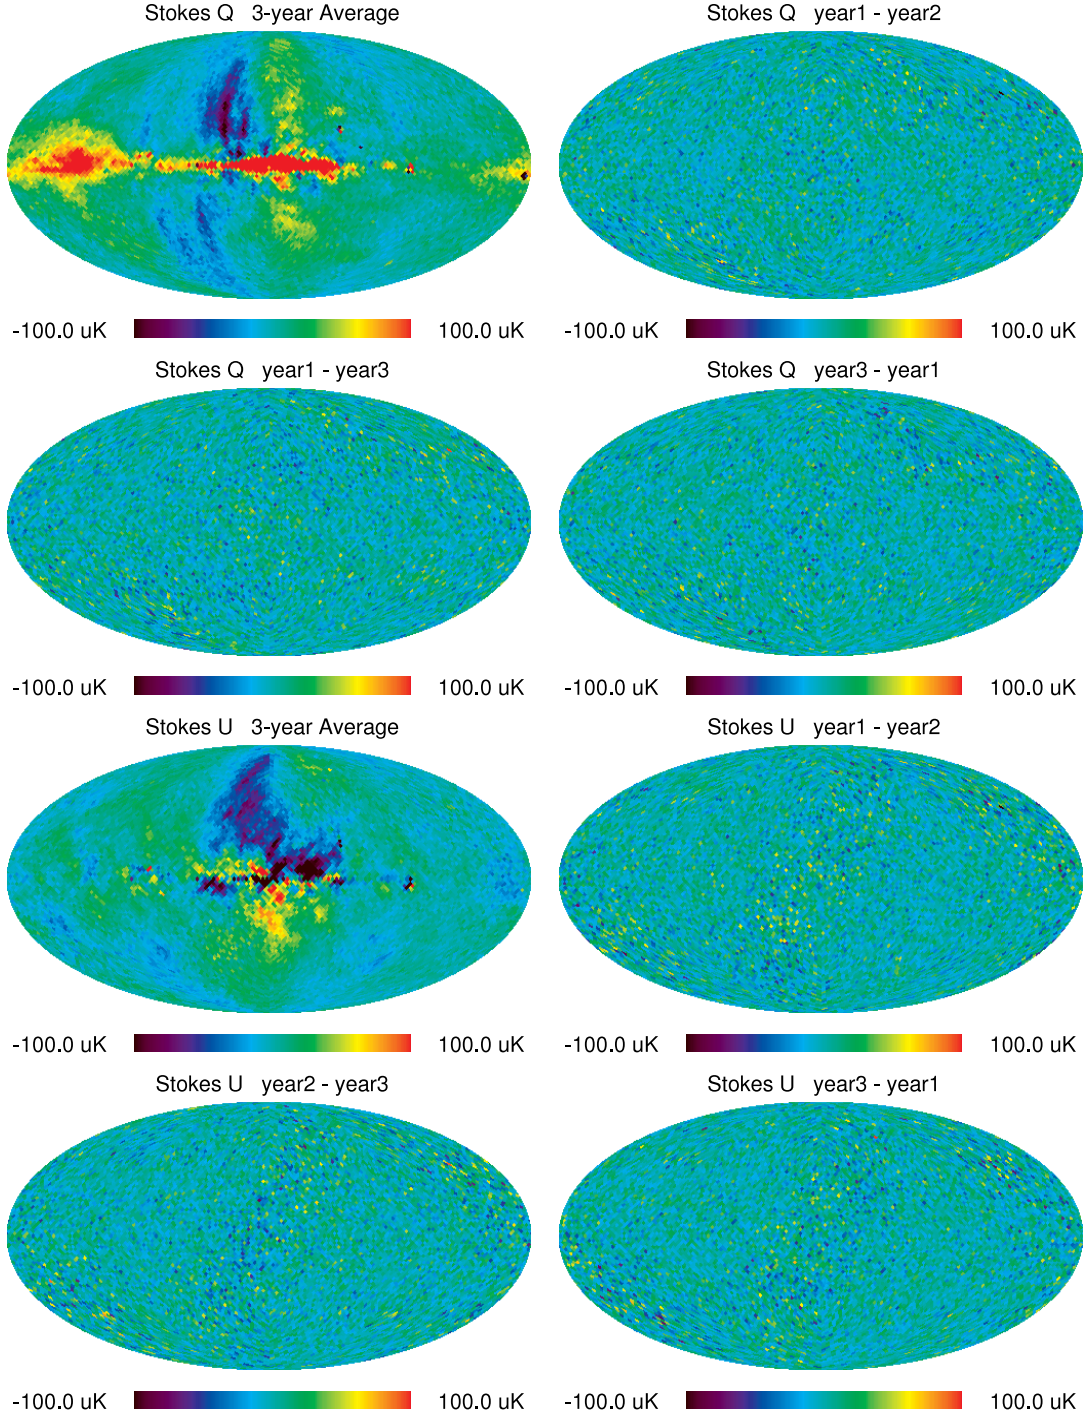 Stokes Q 3-year Average
Stokes Q year1 - year2
-100.0 uK 100.0 uK
-100.0 uK 100.0 uK
Stokes Q year1 - year3
Stokes Q year3 - year1
-100.0 uK 100.0 uK
-100.0 uK 100.0 uK
Stokes U 3-year Average
Stokes U year1 - year2
-100.0 uK 100.0 uK
-100.0 uK 100.0 uK
Stokes U year2 - year3
Stokes U year3 - year1
-100.0 uK 100.0 uK
-100.0 uK 100.0 uK